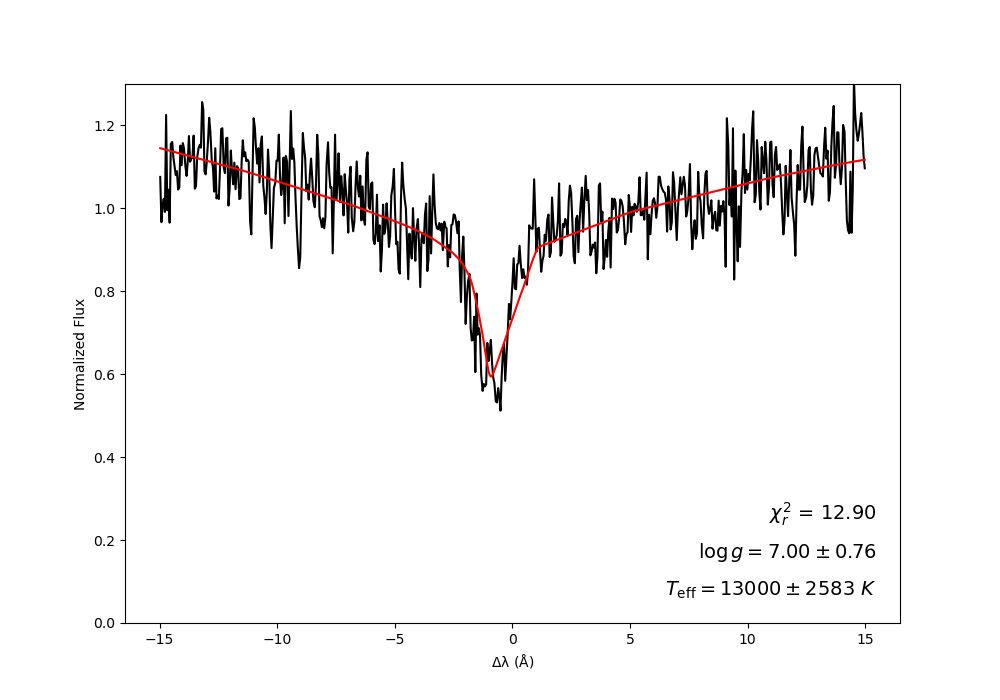 1.2
1.0
0.8
0.6
0.4
0.2
0.0
Normalized Flux
χ²ᵣ = 12.90
log g = 7.00 ± 0.76
T_eff = 13000 ± 2583 K
−15 −10 −5 0 5 10 15
Δλ (Å)